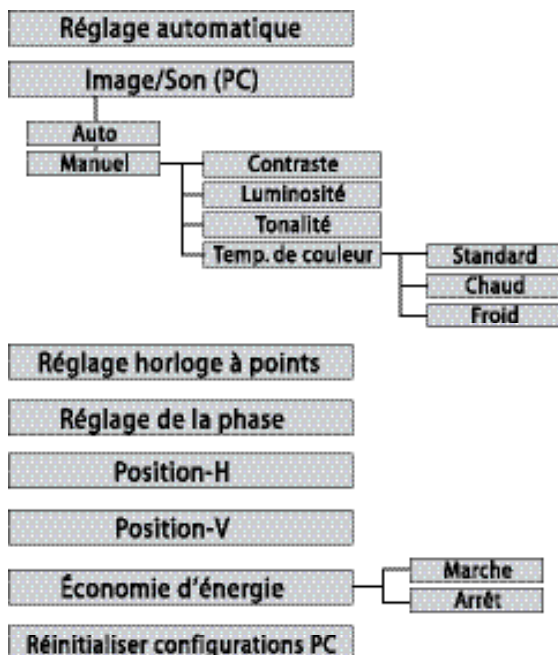 Réglage automatique
Image/Son (PC)
Auto
Manuel
Contraste
Luminosité
Tonalité
Temp. de couleur
Standard
Chaud
Froid
Réglage horloge à points
Réglage de la phase
Position-H
Position-V
Économie d'énergie
Marche
Arrêt
Réinitialiser configurations PC